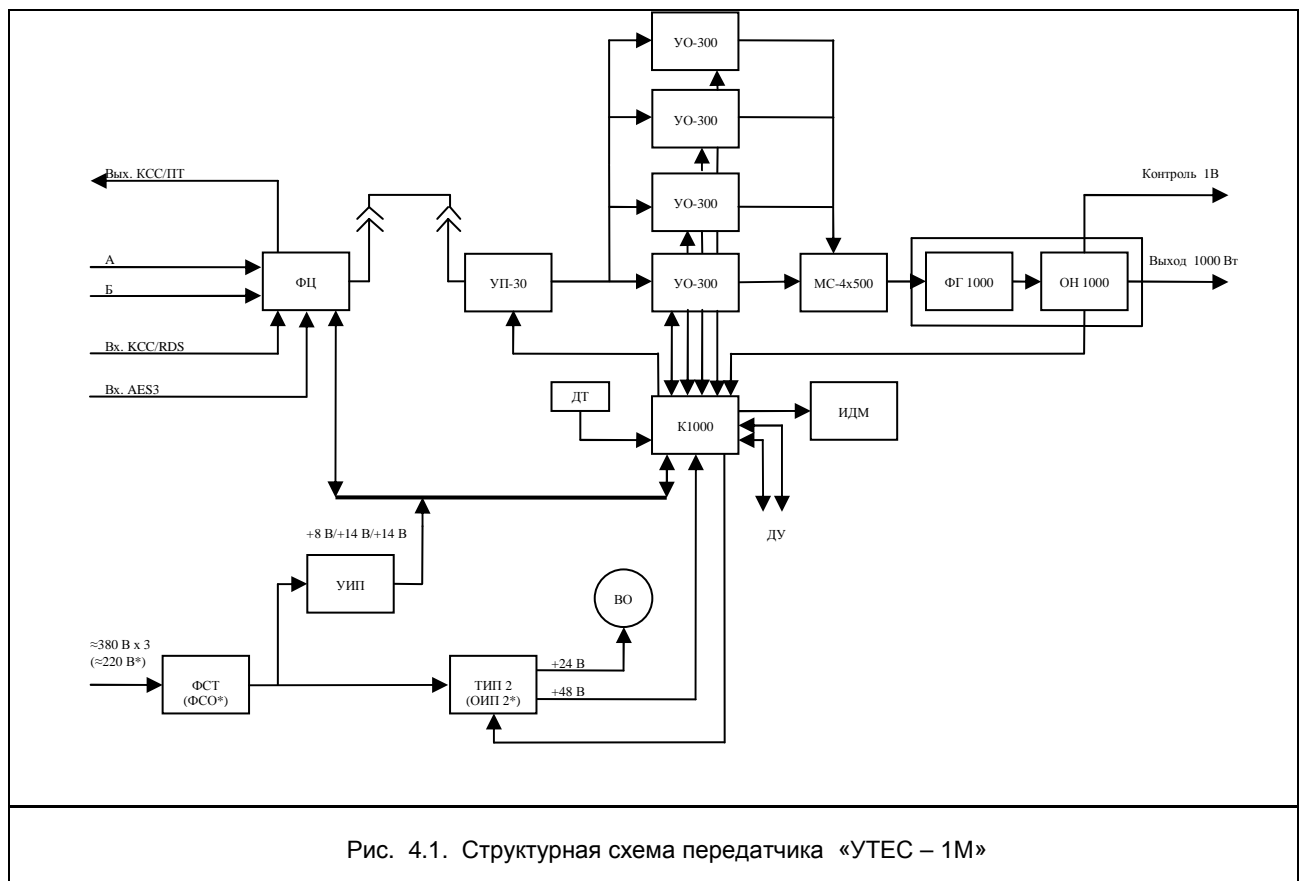 УО-300
УО-300
Вых. КСС/ПТ
УО-300
Контроль 1В
А
ФЦ
УП-30
УО-300
МС-4х500
ФГ 1000
ОН 1000
Выход 1000 Вт
Б
Вх. КСС/RDS
Вх. AES3
ДТ
К1000
ИДМ
+8 В/+14 В/+14 В
ДУ
УИП
ВО
≈380 В х 3
(≈220 В*)
ФСТ
(ФСО*)
ТИП 2
(ОИП 2*)
+24 В
+48 В
Рис. 4.1. Структурная схема передатчика «УТЕС – 1М»